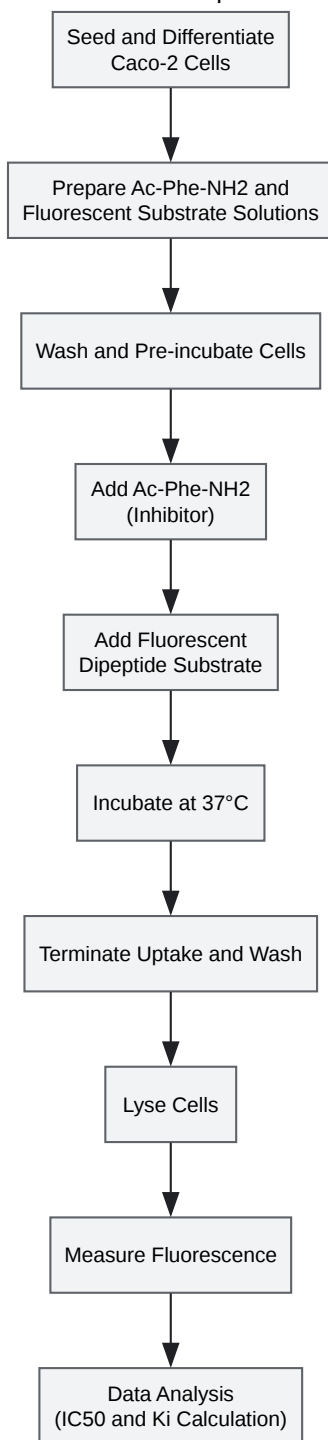 Seed and Differentiate
Caco-2 Cells
Prepare Ac-Phe-NH2 and
Fluorescent Substrate Solutions
Wash and Pre-incubate Cells
Add Ac-Phe-NH2
(Inhibitor)
Add Fluorescent
Dipeptide Substrate
Incubate at 37°C
Terminate Uptake and Wash
Lyse Cells
Measure Fluorescence
Data Analysis
(IC50 and Ki Calculation)